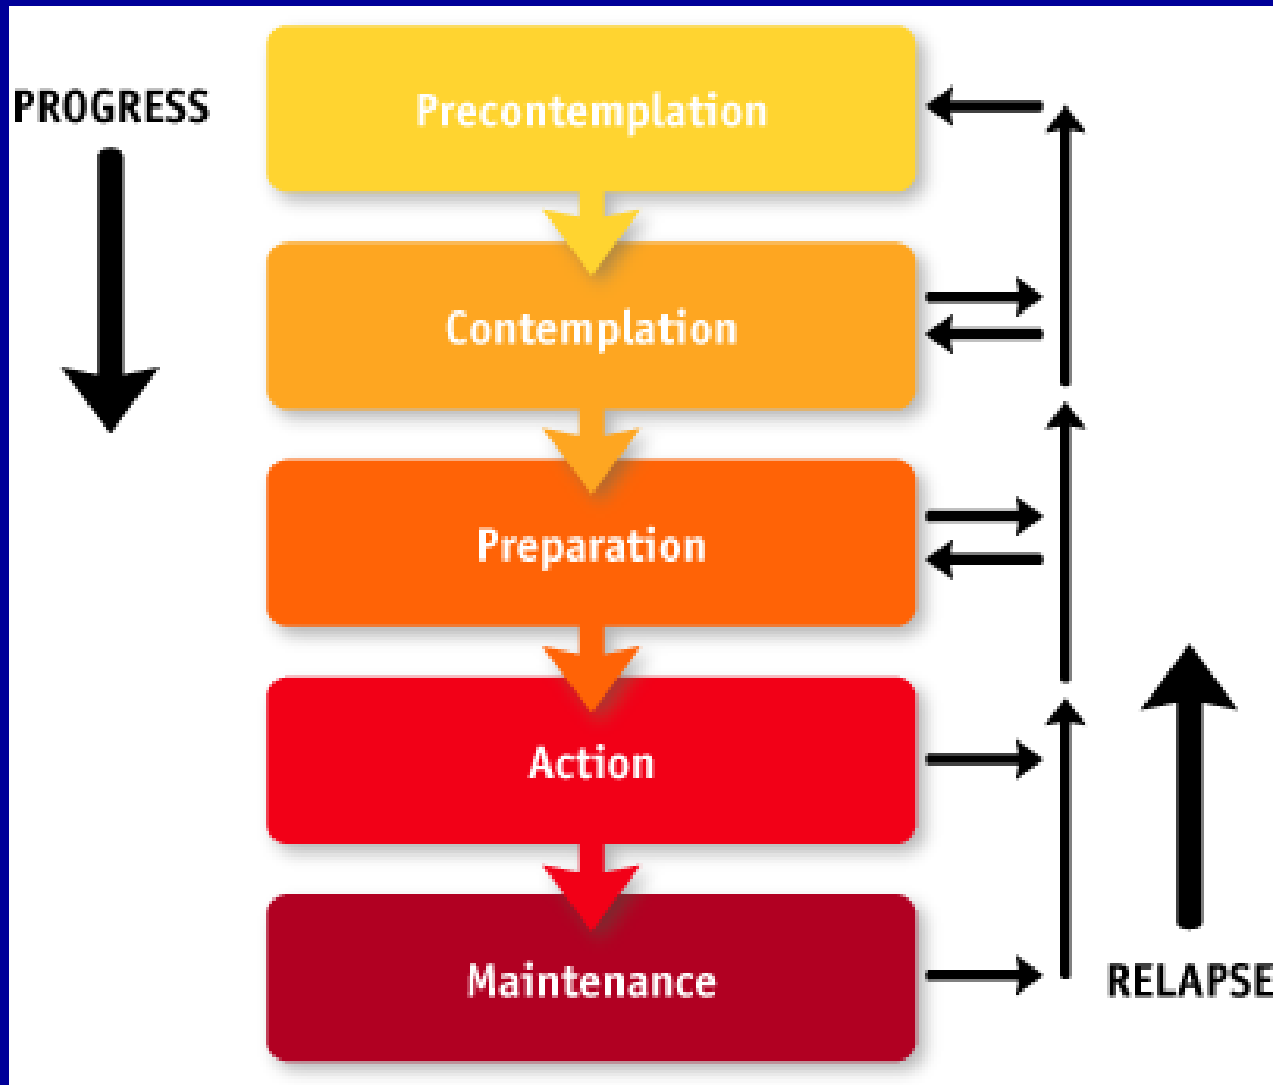 PROGRESS
Precontemplation
Contemplation
Preparation
Action
Maintenance
RELAPSE